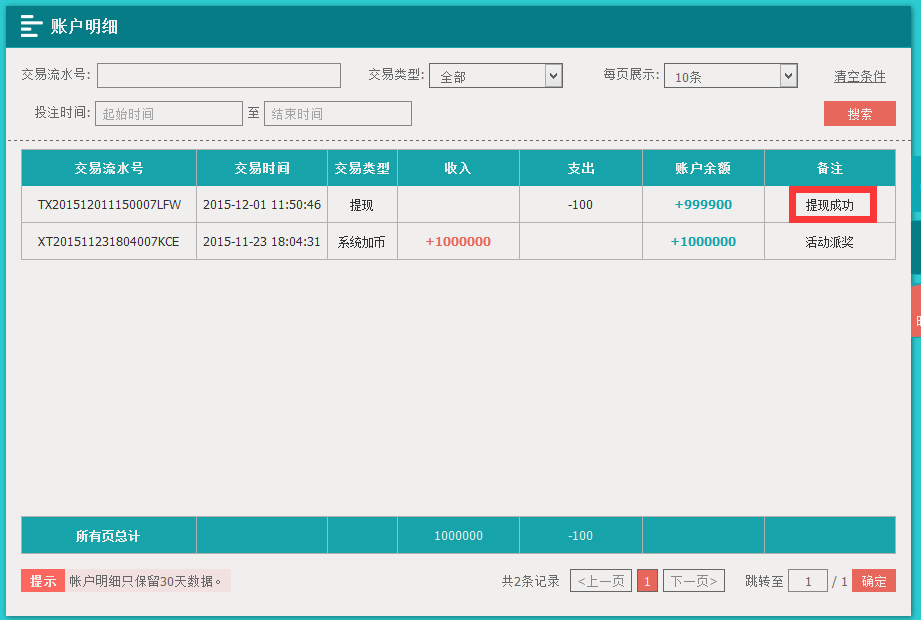 账户明细
交易流水号: 交易类型: 全部 每页展示: 10条 清空条件
投注时间: 起始时间 至 结束时间 搜索
交易流水号 交易时间 交易类型 收入 支出 账户余额 备注
TX201512011150007LFW 2015-12-01 11:50:46 提现 -100 +999900 提现成功
XT201511231804007KCE 2015-11-23 18:04:31 系统加币 +1000000 +1000000 活动派奖
所有页总计 1000000 -100
提示 帐户明细只保留30天数据。 共2条记录 <上一页 1 下一页> 跳转至 1 / 1 确定